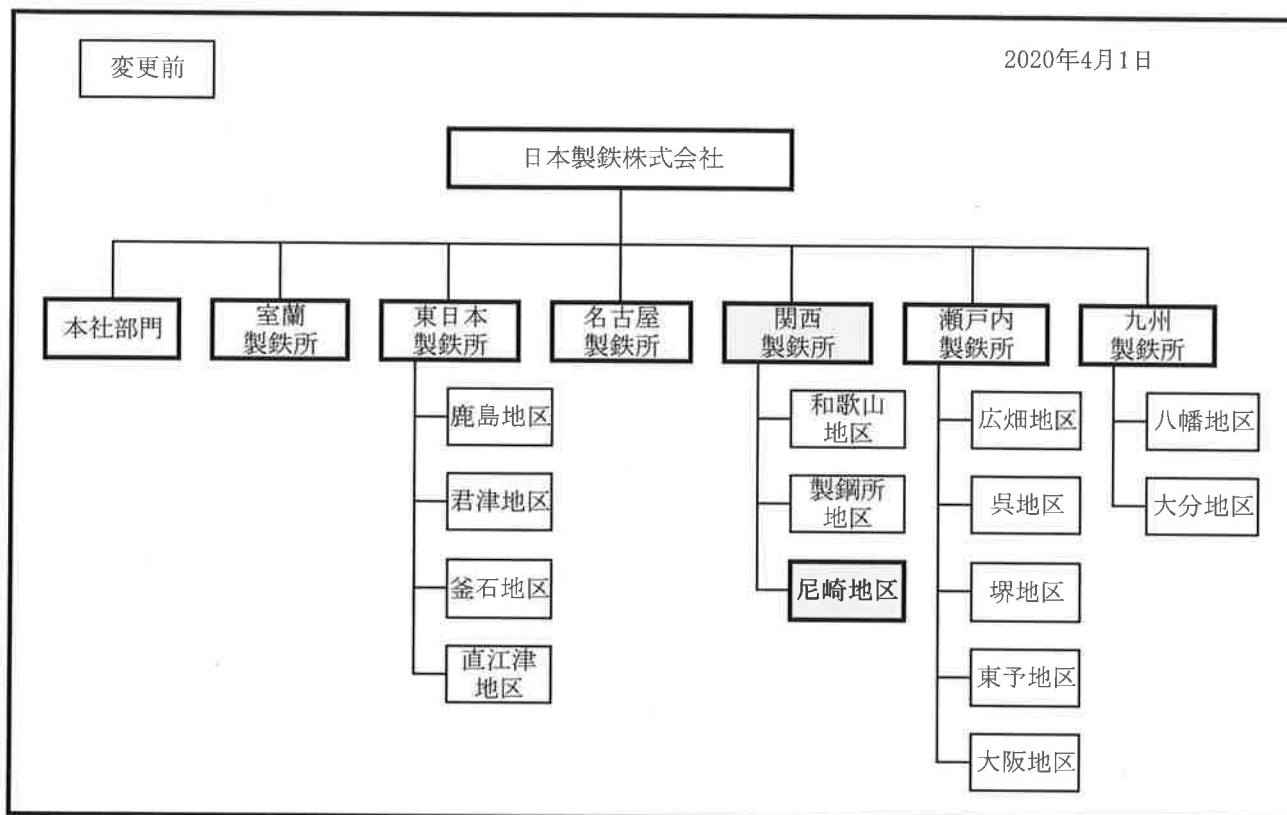 変更前
2020年4月1日
日本製鉄株式会社
本社部門
室蘭
製鉄所
東日本
製鉄所
名古屋
製鉄所
関西
製鉄所
瀬戸内
製鉄所
九州
製鉄所
鹿島地区
君津地区
釜石地区
直江津
地区
和歌山
地区
製鋼所
地区
尼崎地区
広畑地区
呉地区
堺地区
東予地区
大阪地区
八幡地区
大分地区